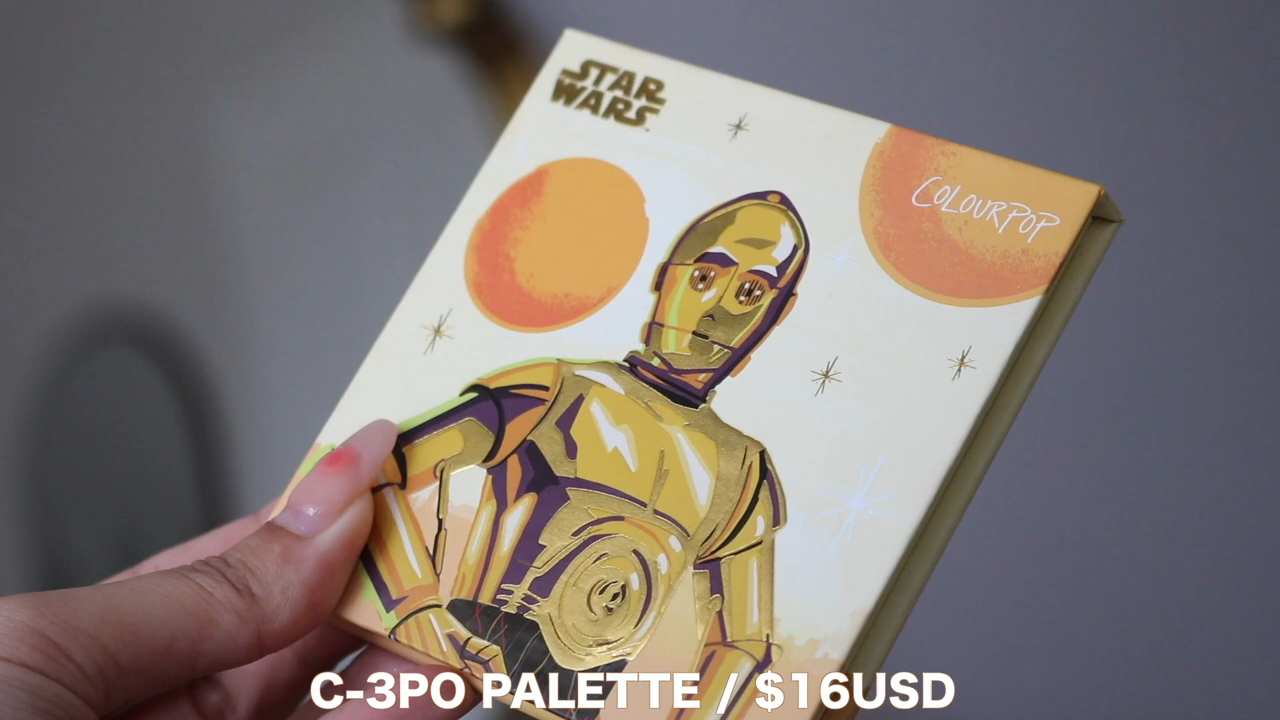 STAR
WARS
COLOURPOP
C-3PO PALETTE / $16USD